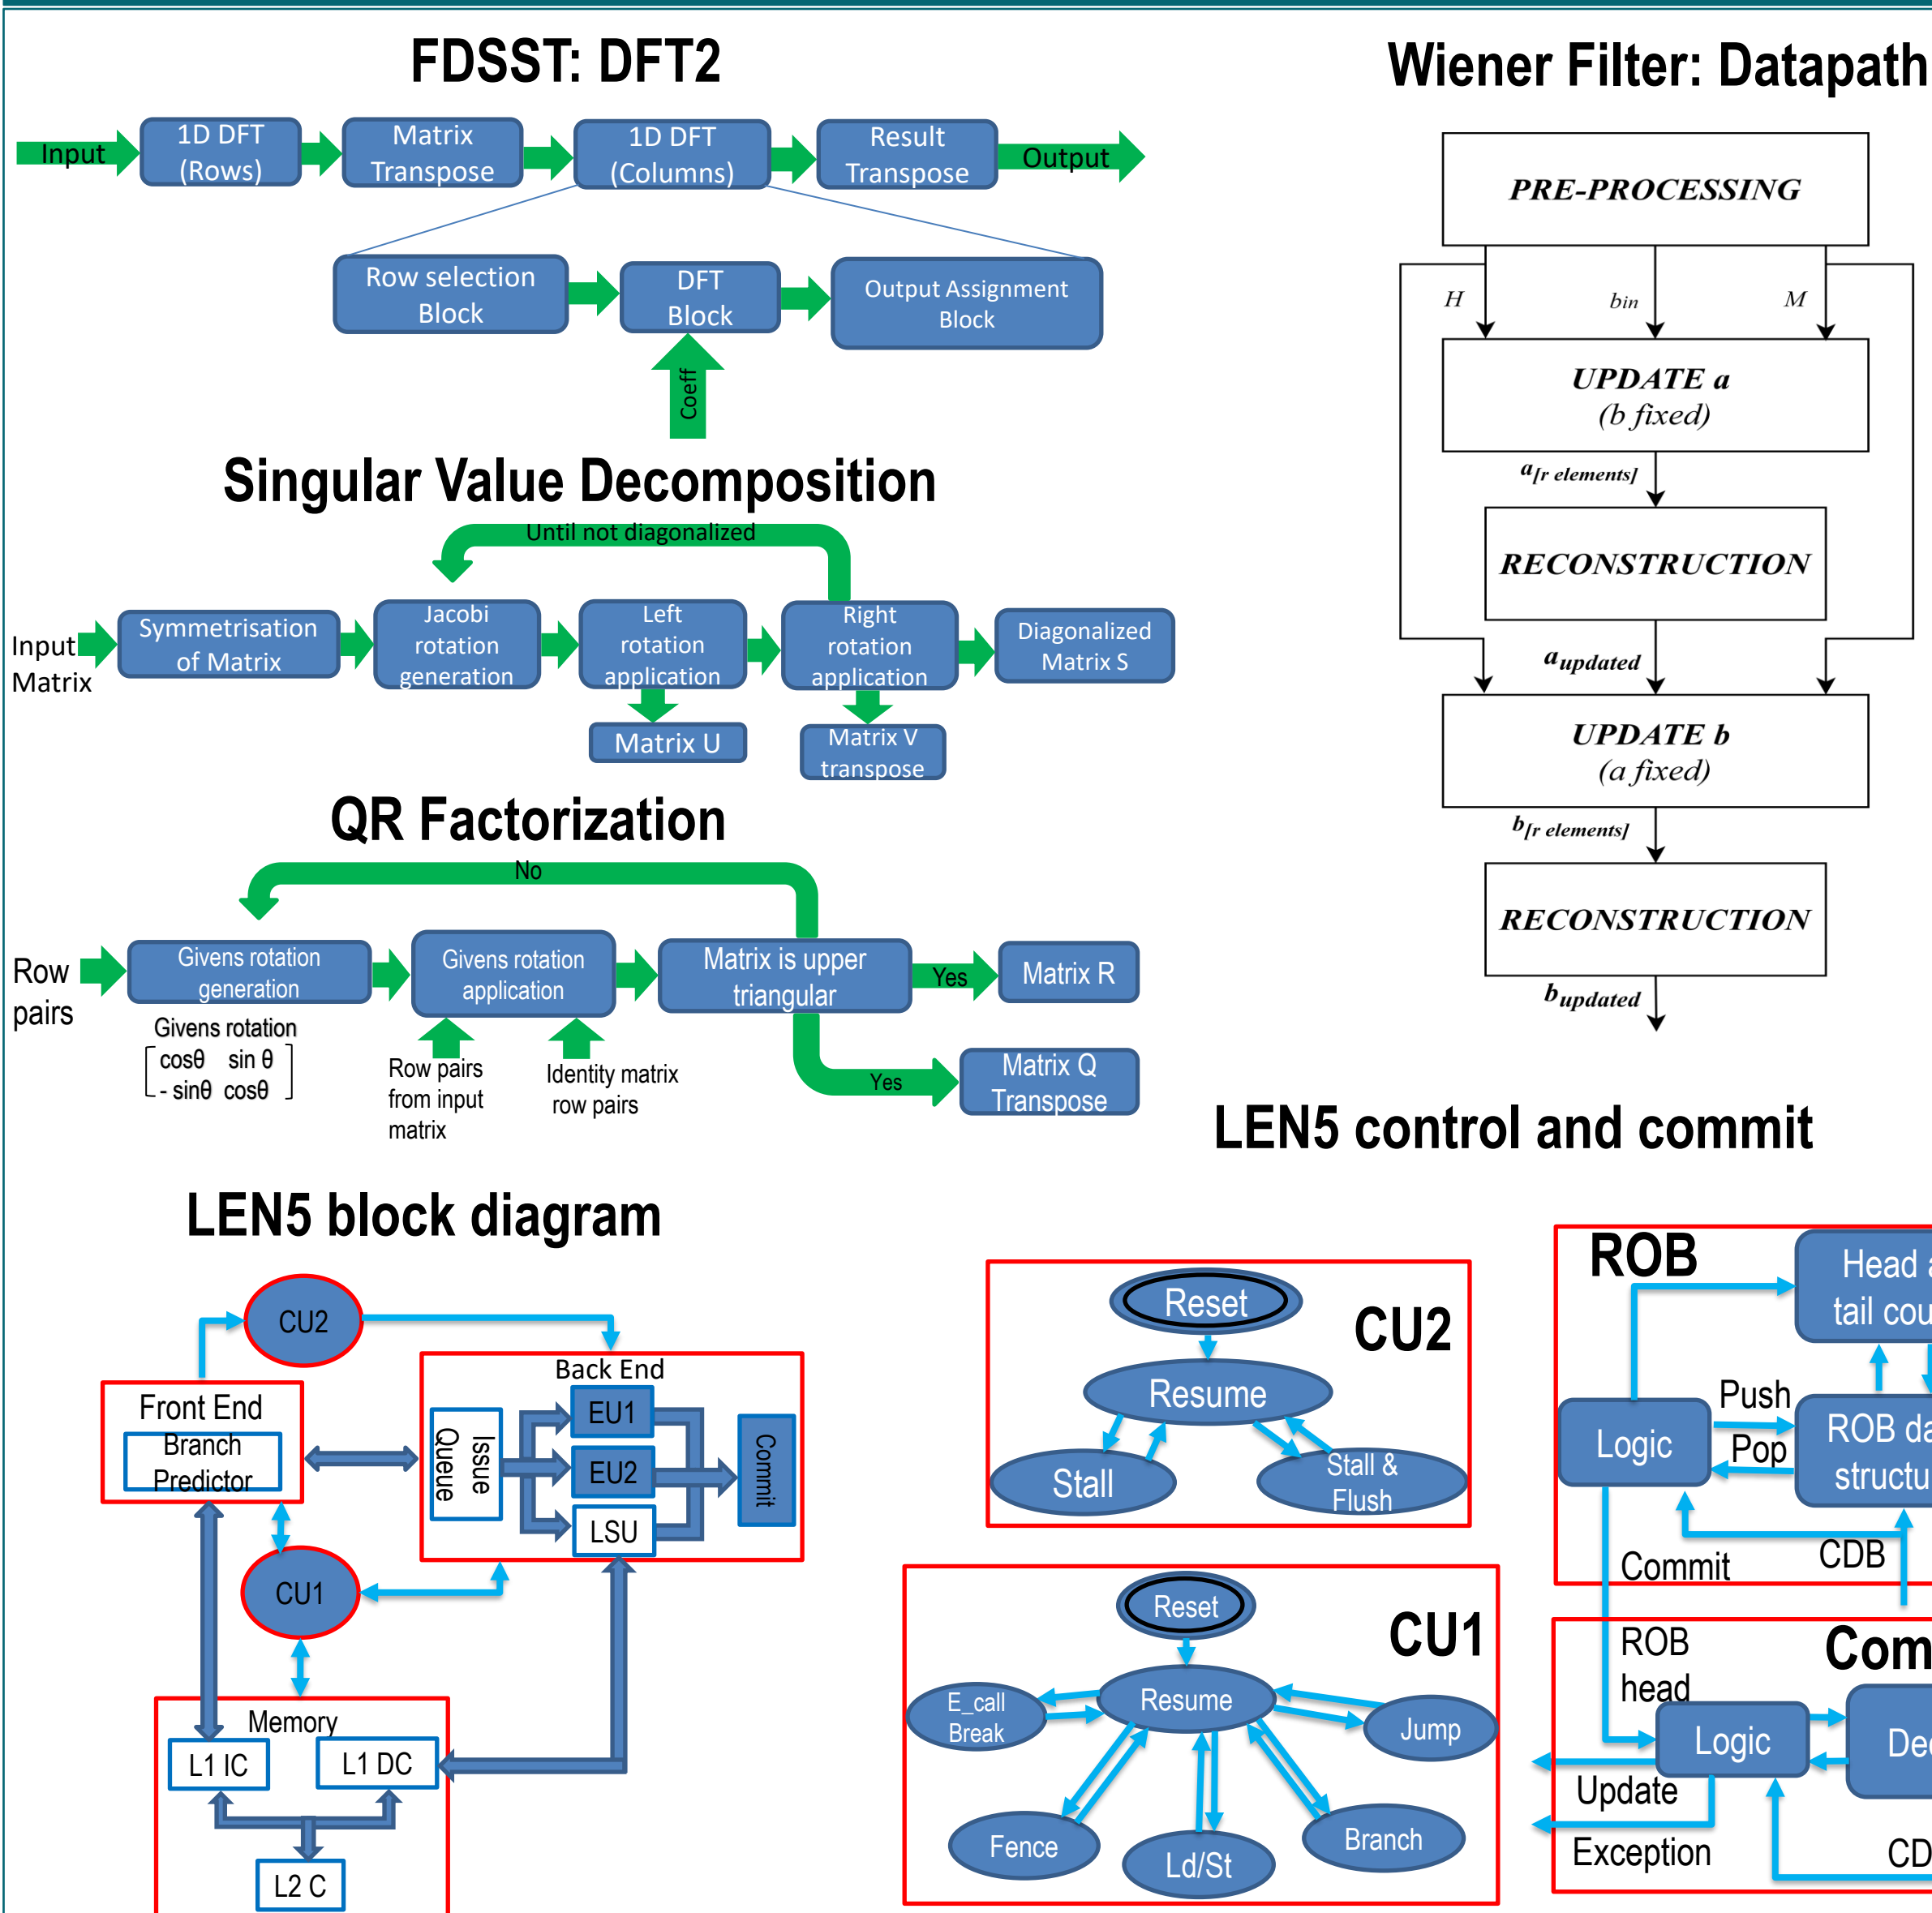 FDSST: DFT2
Input
1D DFT
(Rows)
Matrix
Transpose
1D DFT
(Columns)
Result
Transpose
Output
Row selection
Block
DFT
Block
Output Assignment
Block
Coeff
Singular Value Decomposition
Until not diagonalized
Input
Matrix
Symmetrisation
of Matrix
Jacobi
rotation
generation
Left
rotation
application
Right
rotation
application
Diagonalized
Matrix S
Matrix U
Matrix V
transpose
QR Factorization
No
Row
pairs
Givens rotation
generation
Givens rotation
application
Matrix is upper
triangular
Yes
Matrix R
Givens rotation
cosθ sin θ
- sinθ cosθ
Row pairs
from input
matrix
Identity matrix
row pairs
Yes
Matrix Q
Transpose
Wiener Filter: Datapath
PRE-PROCESSING
H
bin
M
UPDATE a
(b fixed)
a[r elements]
RECONSTRUCTION
a updated
UPDATE b
(a fixed)
b[r elements]
RECONSTRUCTION
b updated
LEN5 block diagram
CU2
Front End
Branch
Predictor
Back End
Issue
Queue
EU1
EU2
LSU
Commit
CU1
Memory
L1 IC
L1 DC
L2 C
LEN5 control and commit
CU2
Reset
Resume
Stall
Stall &
Flush
CU1
Reset
Resume
E_call
Break
Jump
Fence
Ld/St
Branch
ROB
Head
tail
Logic
Push
Pop
ROB
Commit
CDB
ROB
head
Logic
Update
Exception